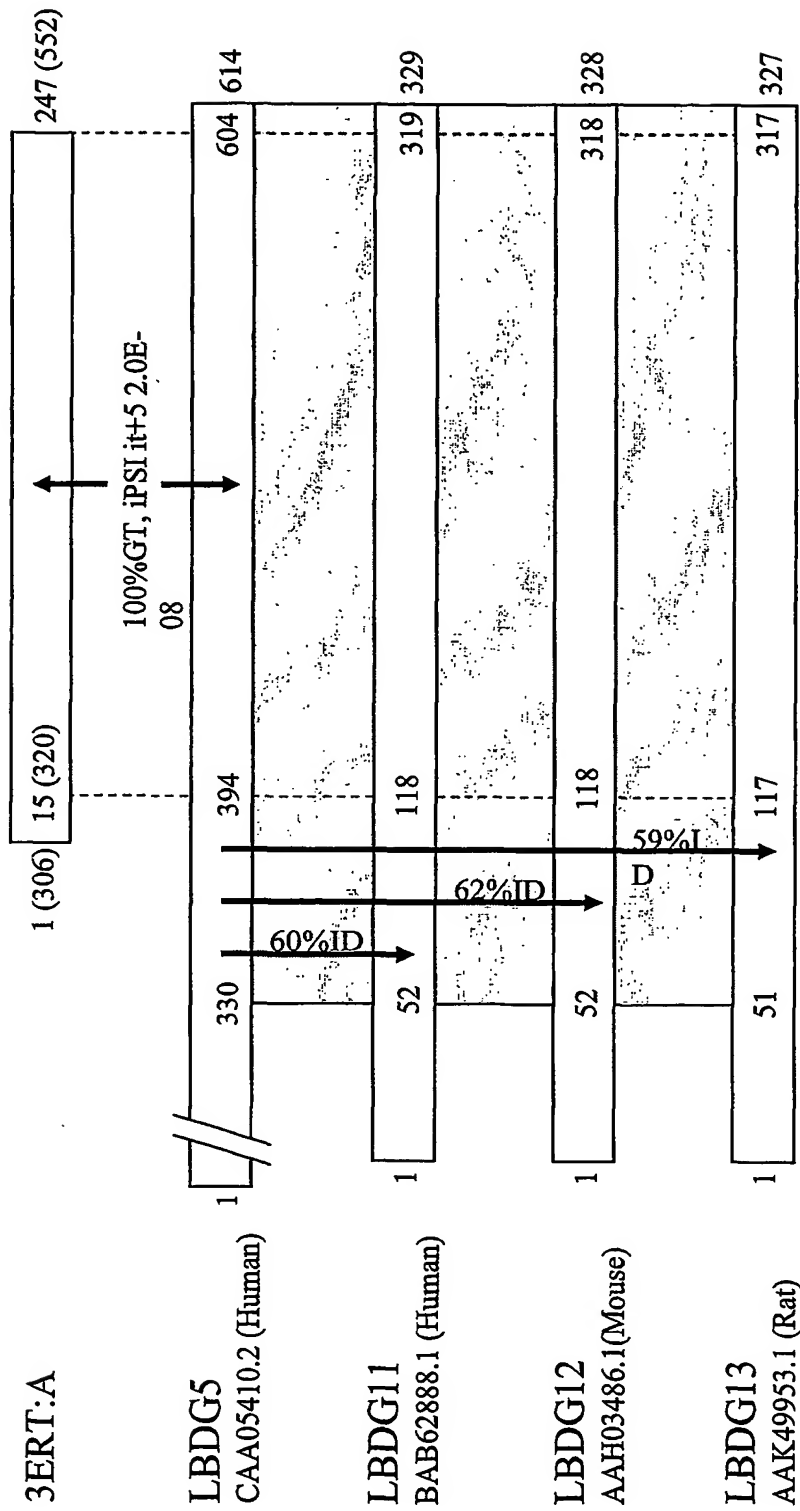 3ERT:A
1 (306)
15 (320)
247 (552)
100%GT, iPSI it+5 2.0E-
08
LBDG5
CAA05410.2 (Human)
1
330
394
604
614
60%ID
LBDG11
BAB62888.1 (Human)
1
52
118
319
329
62%ID
LBDG12
AAH03486.1(Mouse)
1
52
118
318
328
59%I
D
LBDG13
AAK49953.1 (Rat)
1
51
117
317
327